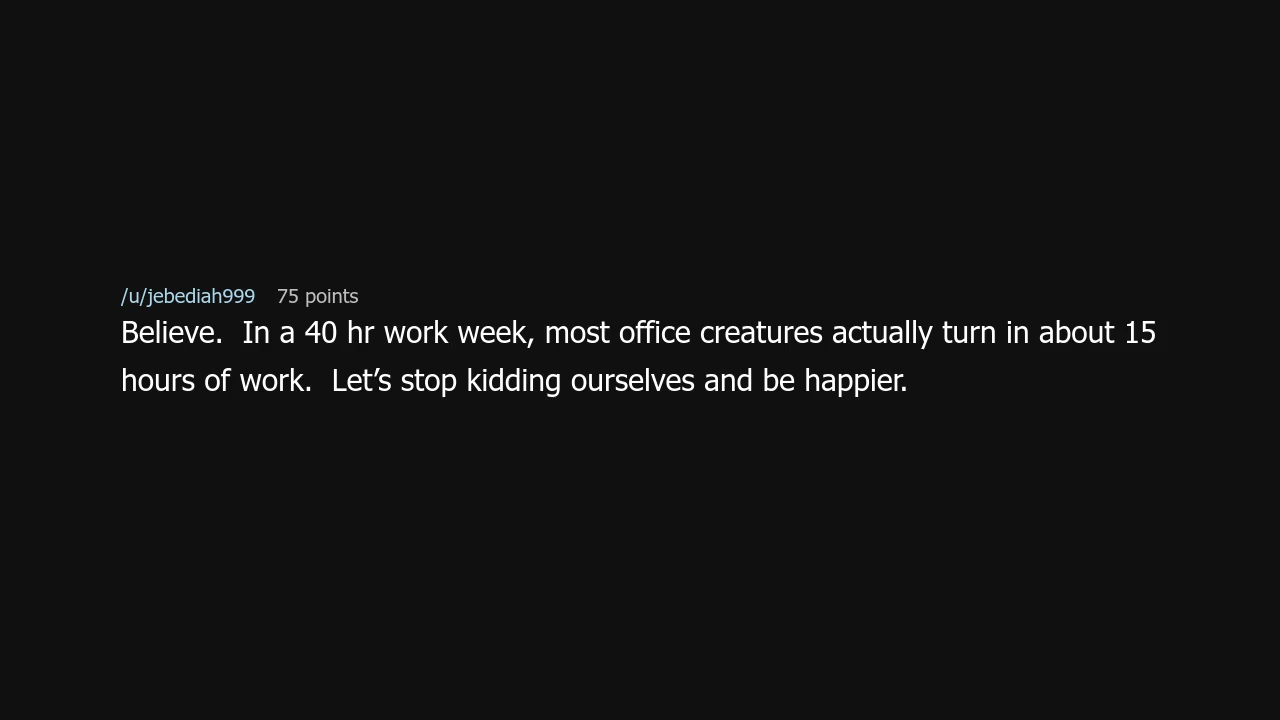 /u/jebediah999 75 points
Believe.  In a 40 hr work week, most office creatures actually turn in about 15
hours of work.  Let’s stop kidding ourselves and be happier.